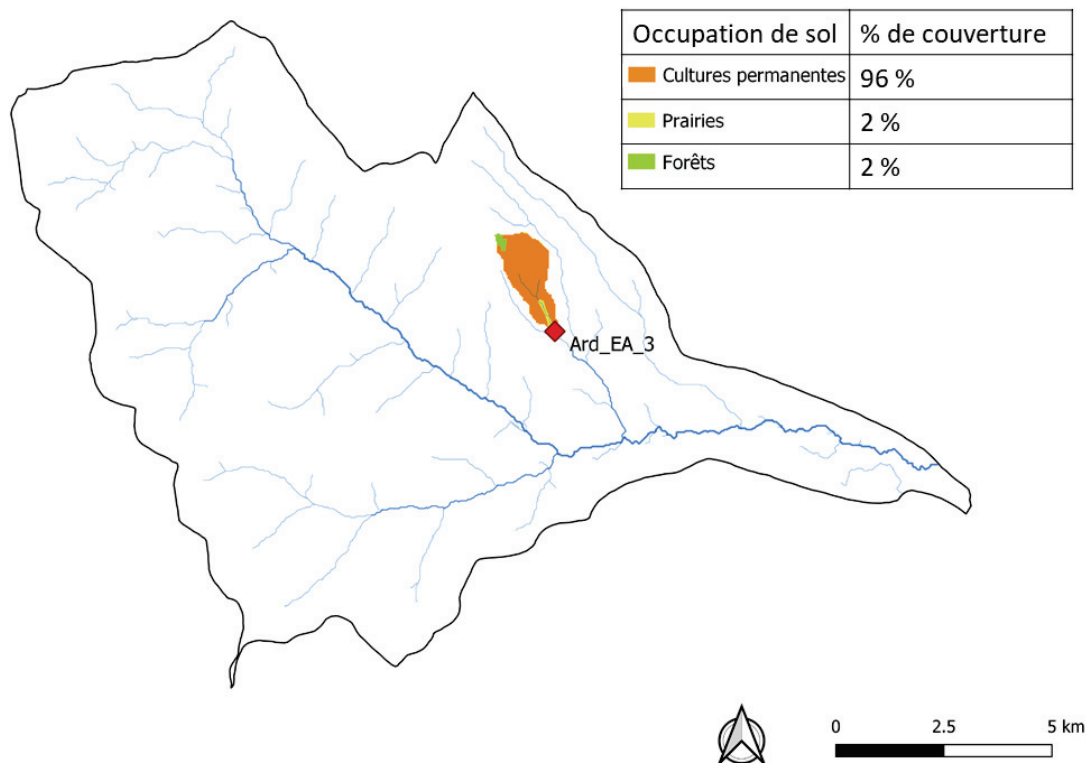 Occupation de sol % de couverture
Cultures permanentes 96 %
Prairies 2 %
Forêts 2 %
Ard_EA_3
0 2.5 5 km